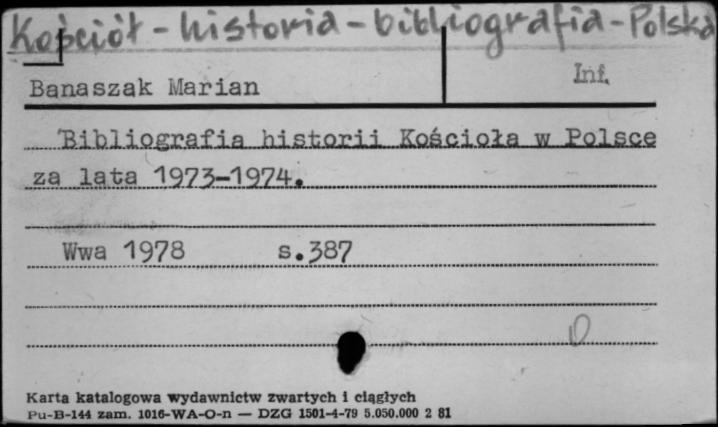 Kościół - historia - bibliografia - Polska
Banaszak Marian
Inf.
Bibliografia historii Kościoła w Polsce
za lata 1973-1974.
Wwa 1978 s.387
Karta katalogowa wydawnictw zwartych i ciągłych
Pu-B-144 zam. 1016-WA-O-n — DZG 1501-4-79 5.050.000 2 81